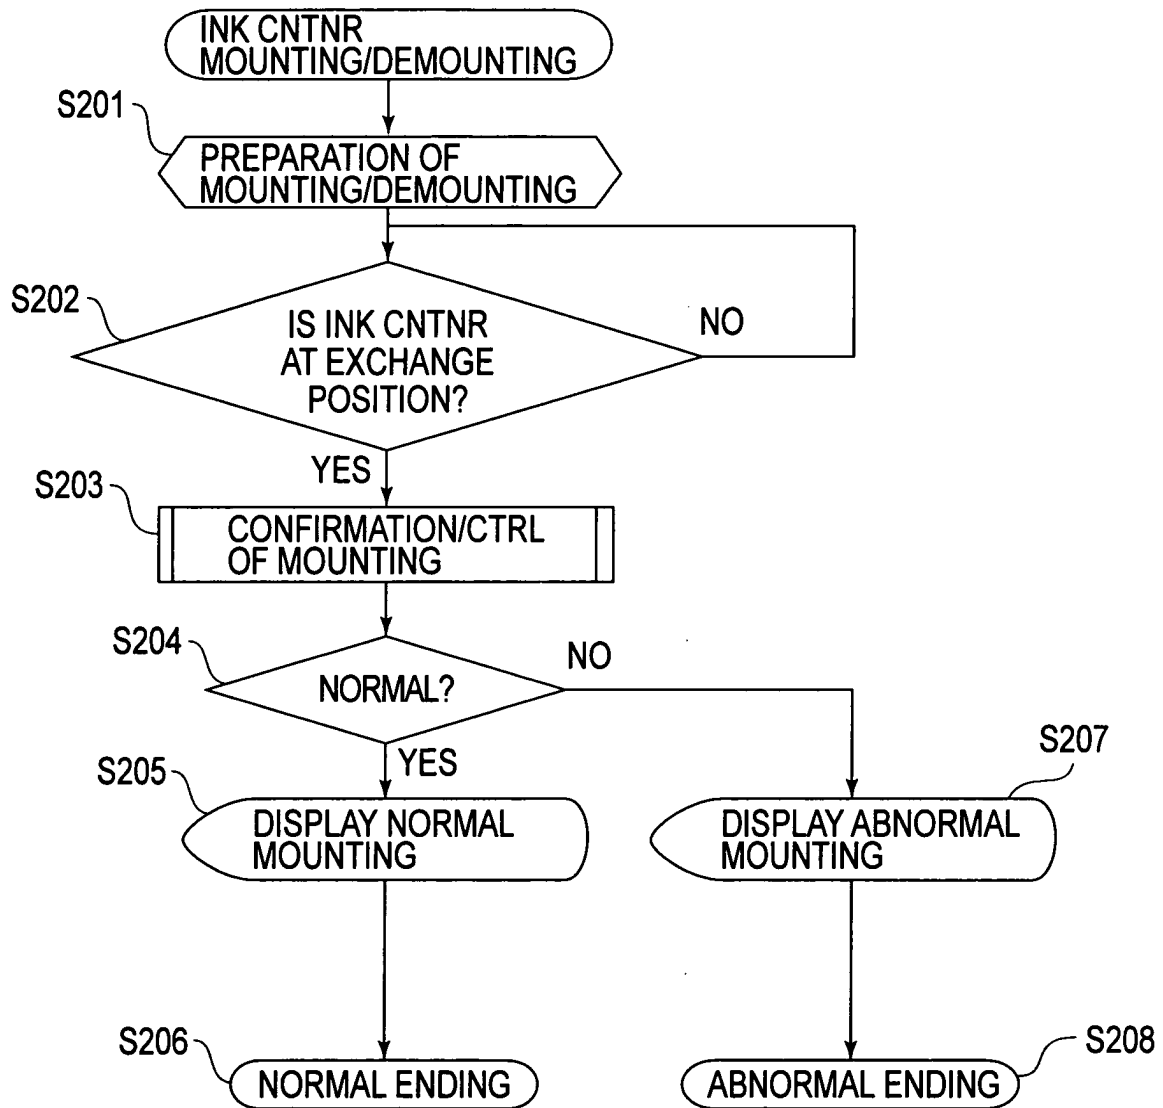 INK CNTNR
MOUNTING/DEMOUNTING
S201
PREPARATION OF
MOUNTING/DEMOUNTING
S202
IS INK CNTNR
AT EXCHANGE
POSITION?
NO
YES
S203
CONFIRMATION/CTRL
OF MOUNTING
S204
NORMAL?
NO
YES
S205
DISPLAY NORMAL
MOUNTING
S207
DISPLAY ABNORMAL
MOUNTING
S206
NORMAL ENDING
S208
ABNORMAL ENDING